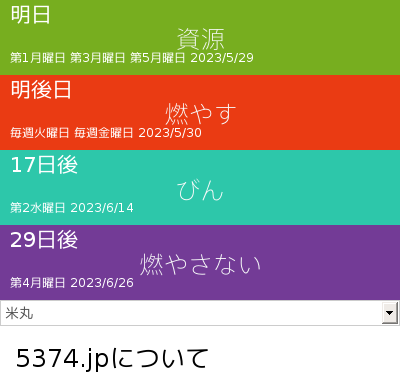 明日
資源
第1月曜日 第3月曜日 第5月曜日 2023/5/29
明後日
燃やす
毎週火曜日 毎週金曜日 2023/5/30
17日後
びん
第2水曜日 2023/6/14
29日後
燃やさない
第4月曜日 2023/6/26
米丸
5374.jpについて